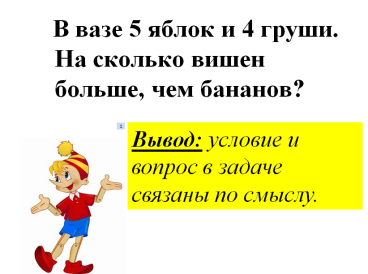 В вазе 5 яблок и 4 груши.
На сколько вишен
больше, чем бананов?
Вывод: условие и
вопрос в задаче
связаны по смыслу.